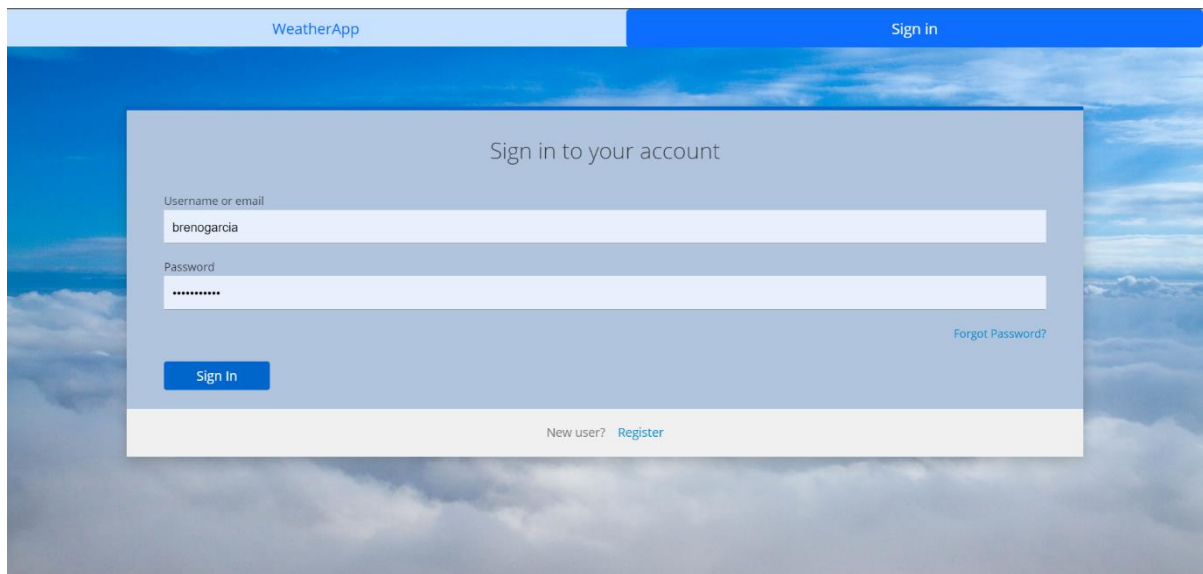 WeatherApp Sign in
Sign in to your account
Username or email
brenogarcia
Password
•••••••••••
Forgot Password?
Sign In
New user? Register